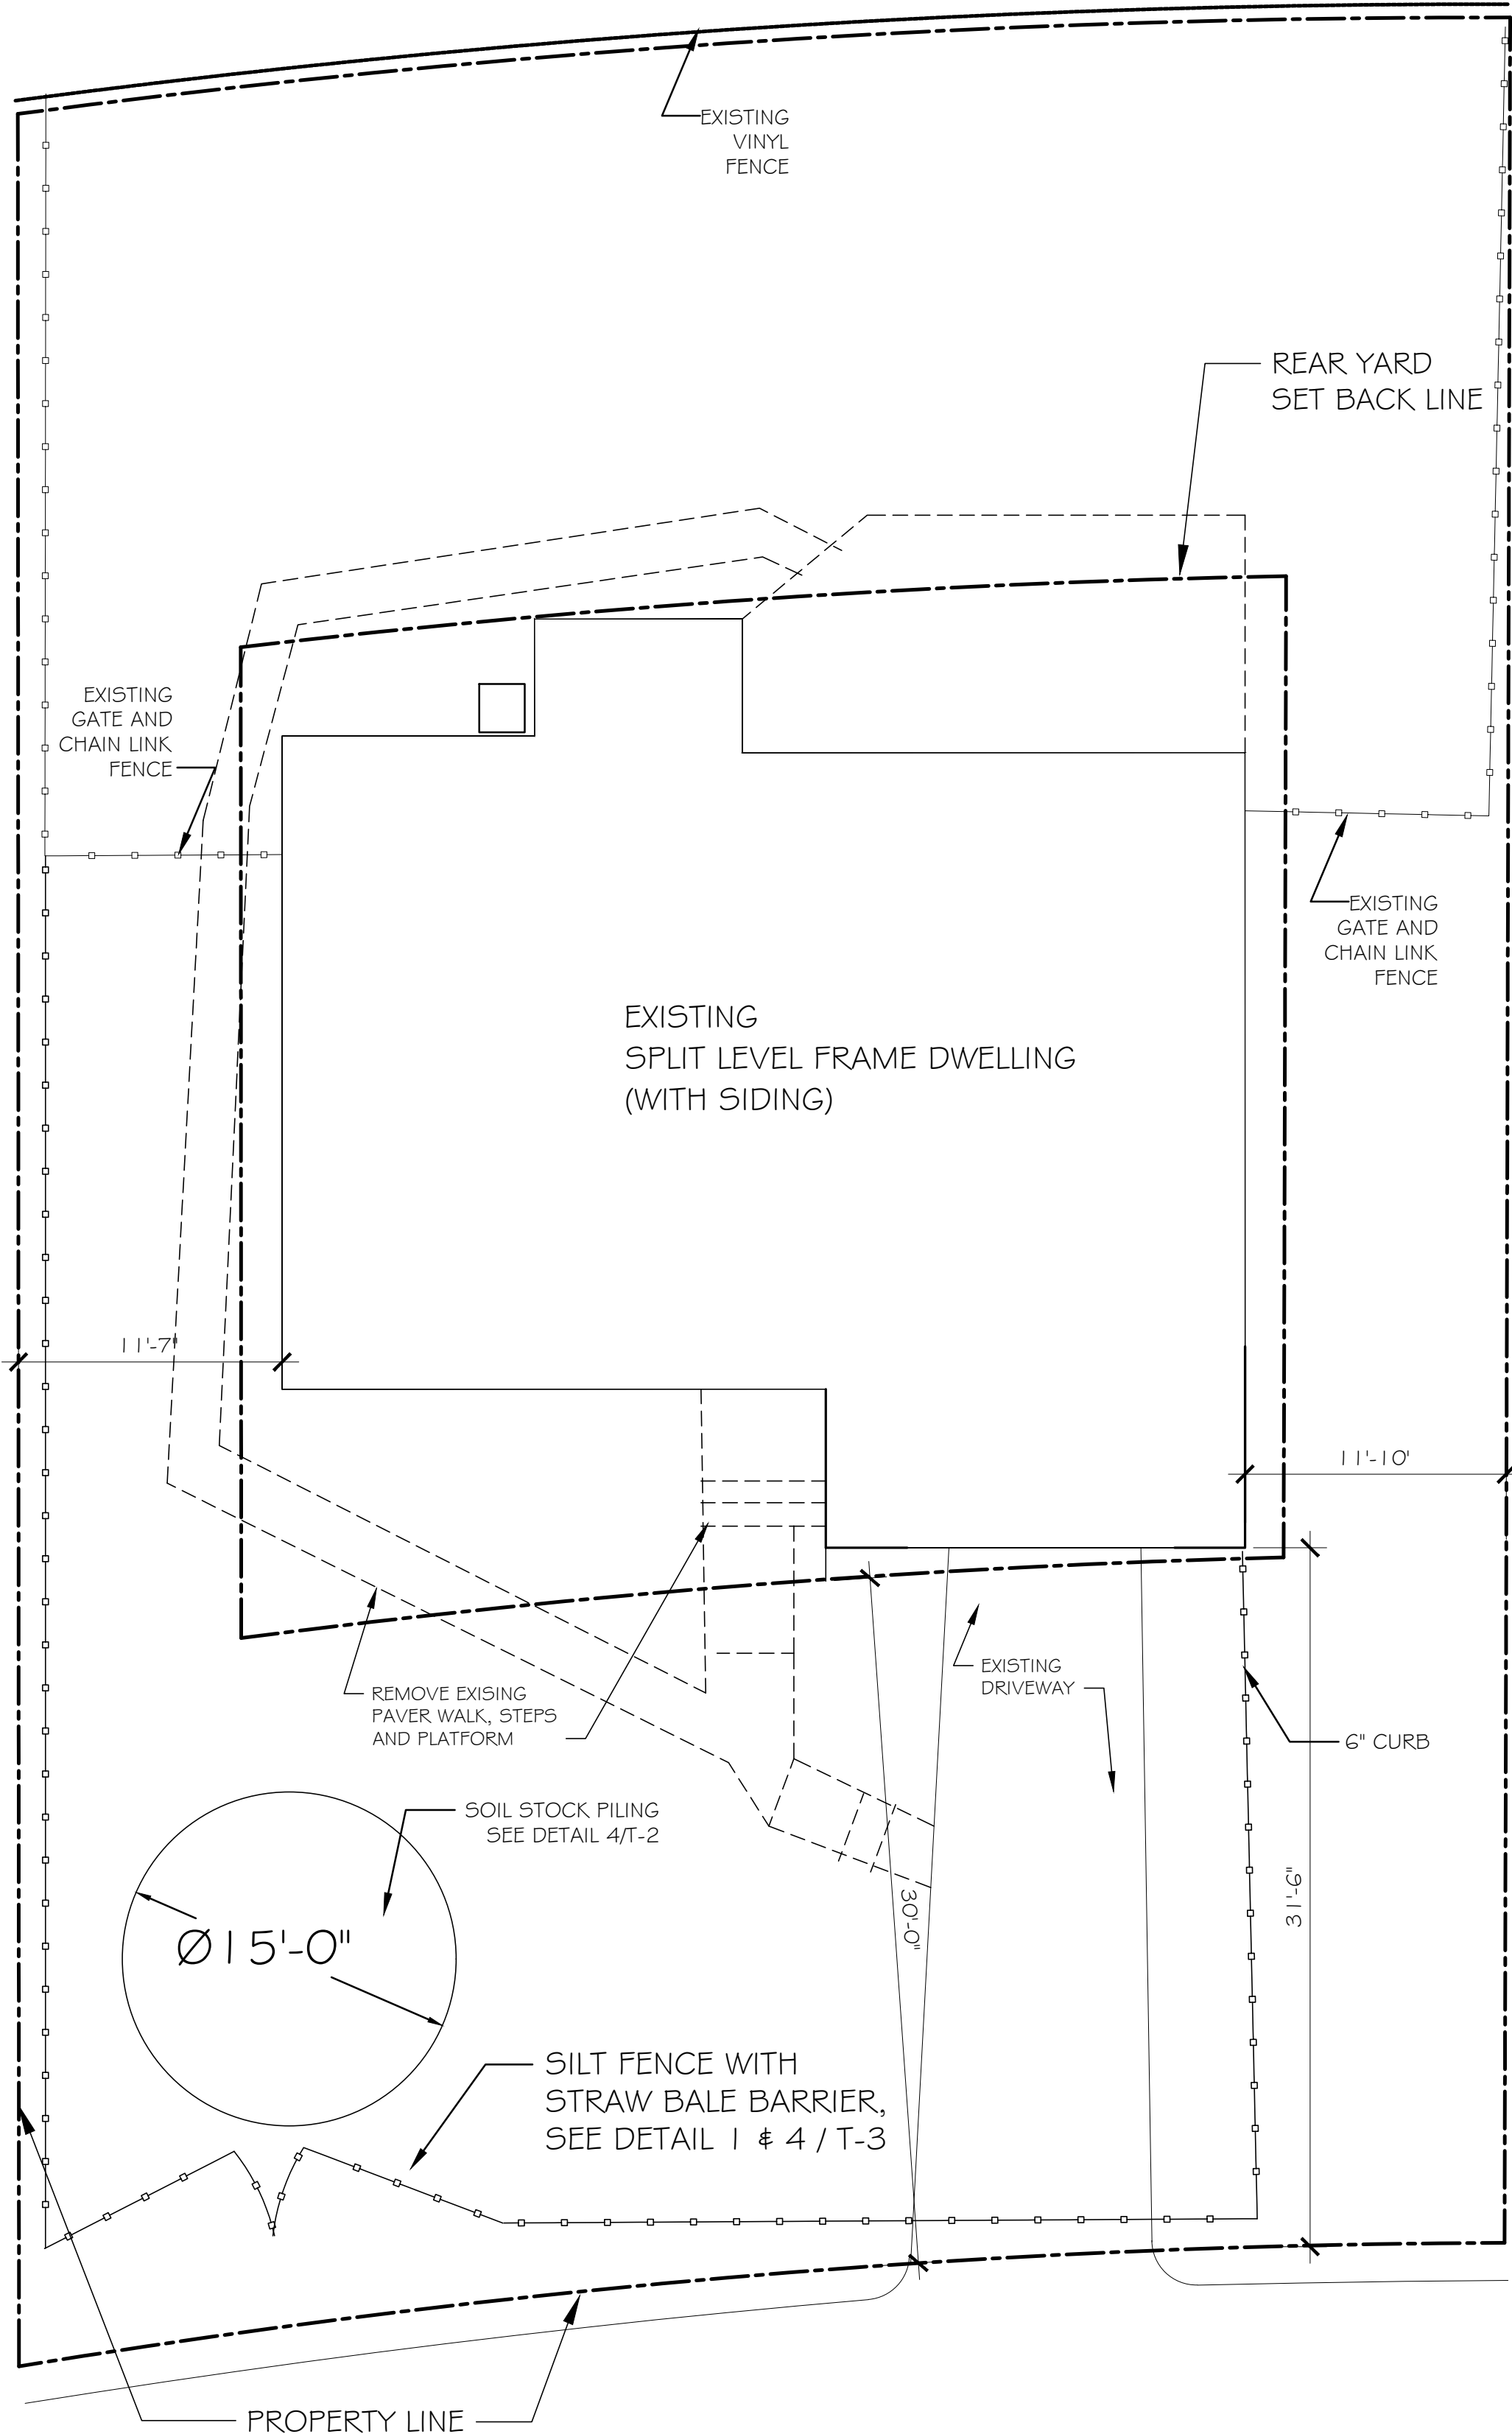 EXISTING
VINYL
FENCE
REAR YARD
SET BACK LINE
EXISTING
GATE AND
CHAIN LINK
FENCE
EXISTING
GATE AND
CHAIN LINK
FENCE
EXISTING
SPLIT LEVEL FRAME DWELLING
(WITH SIDING)
11'-7"
11'-10'
EXISTING
DRIVEWAY
REMOVE EXISING
PAVER WALK, STEPS
AND PLATFORM
6" CURB
SOIL STOCK PILING
SEE DETAIL 4/T-2
30'-0"
31'-6"
Ø15'-0"
SILT FENCE WITH
STRAW BALE BARRIER,
SEE DETAIL 1 & 4 / T-3
PROPERTY LINE